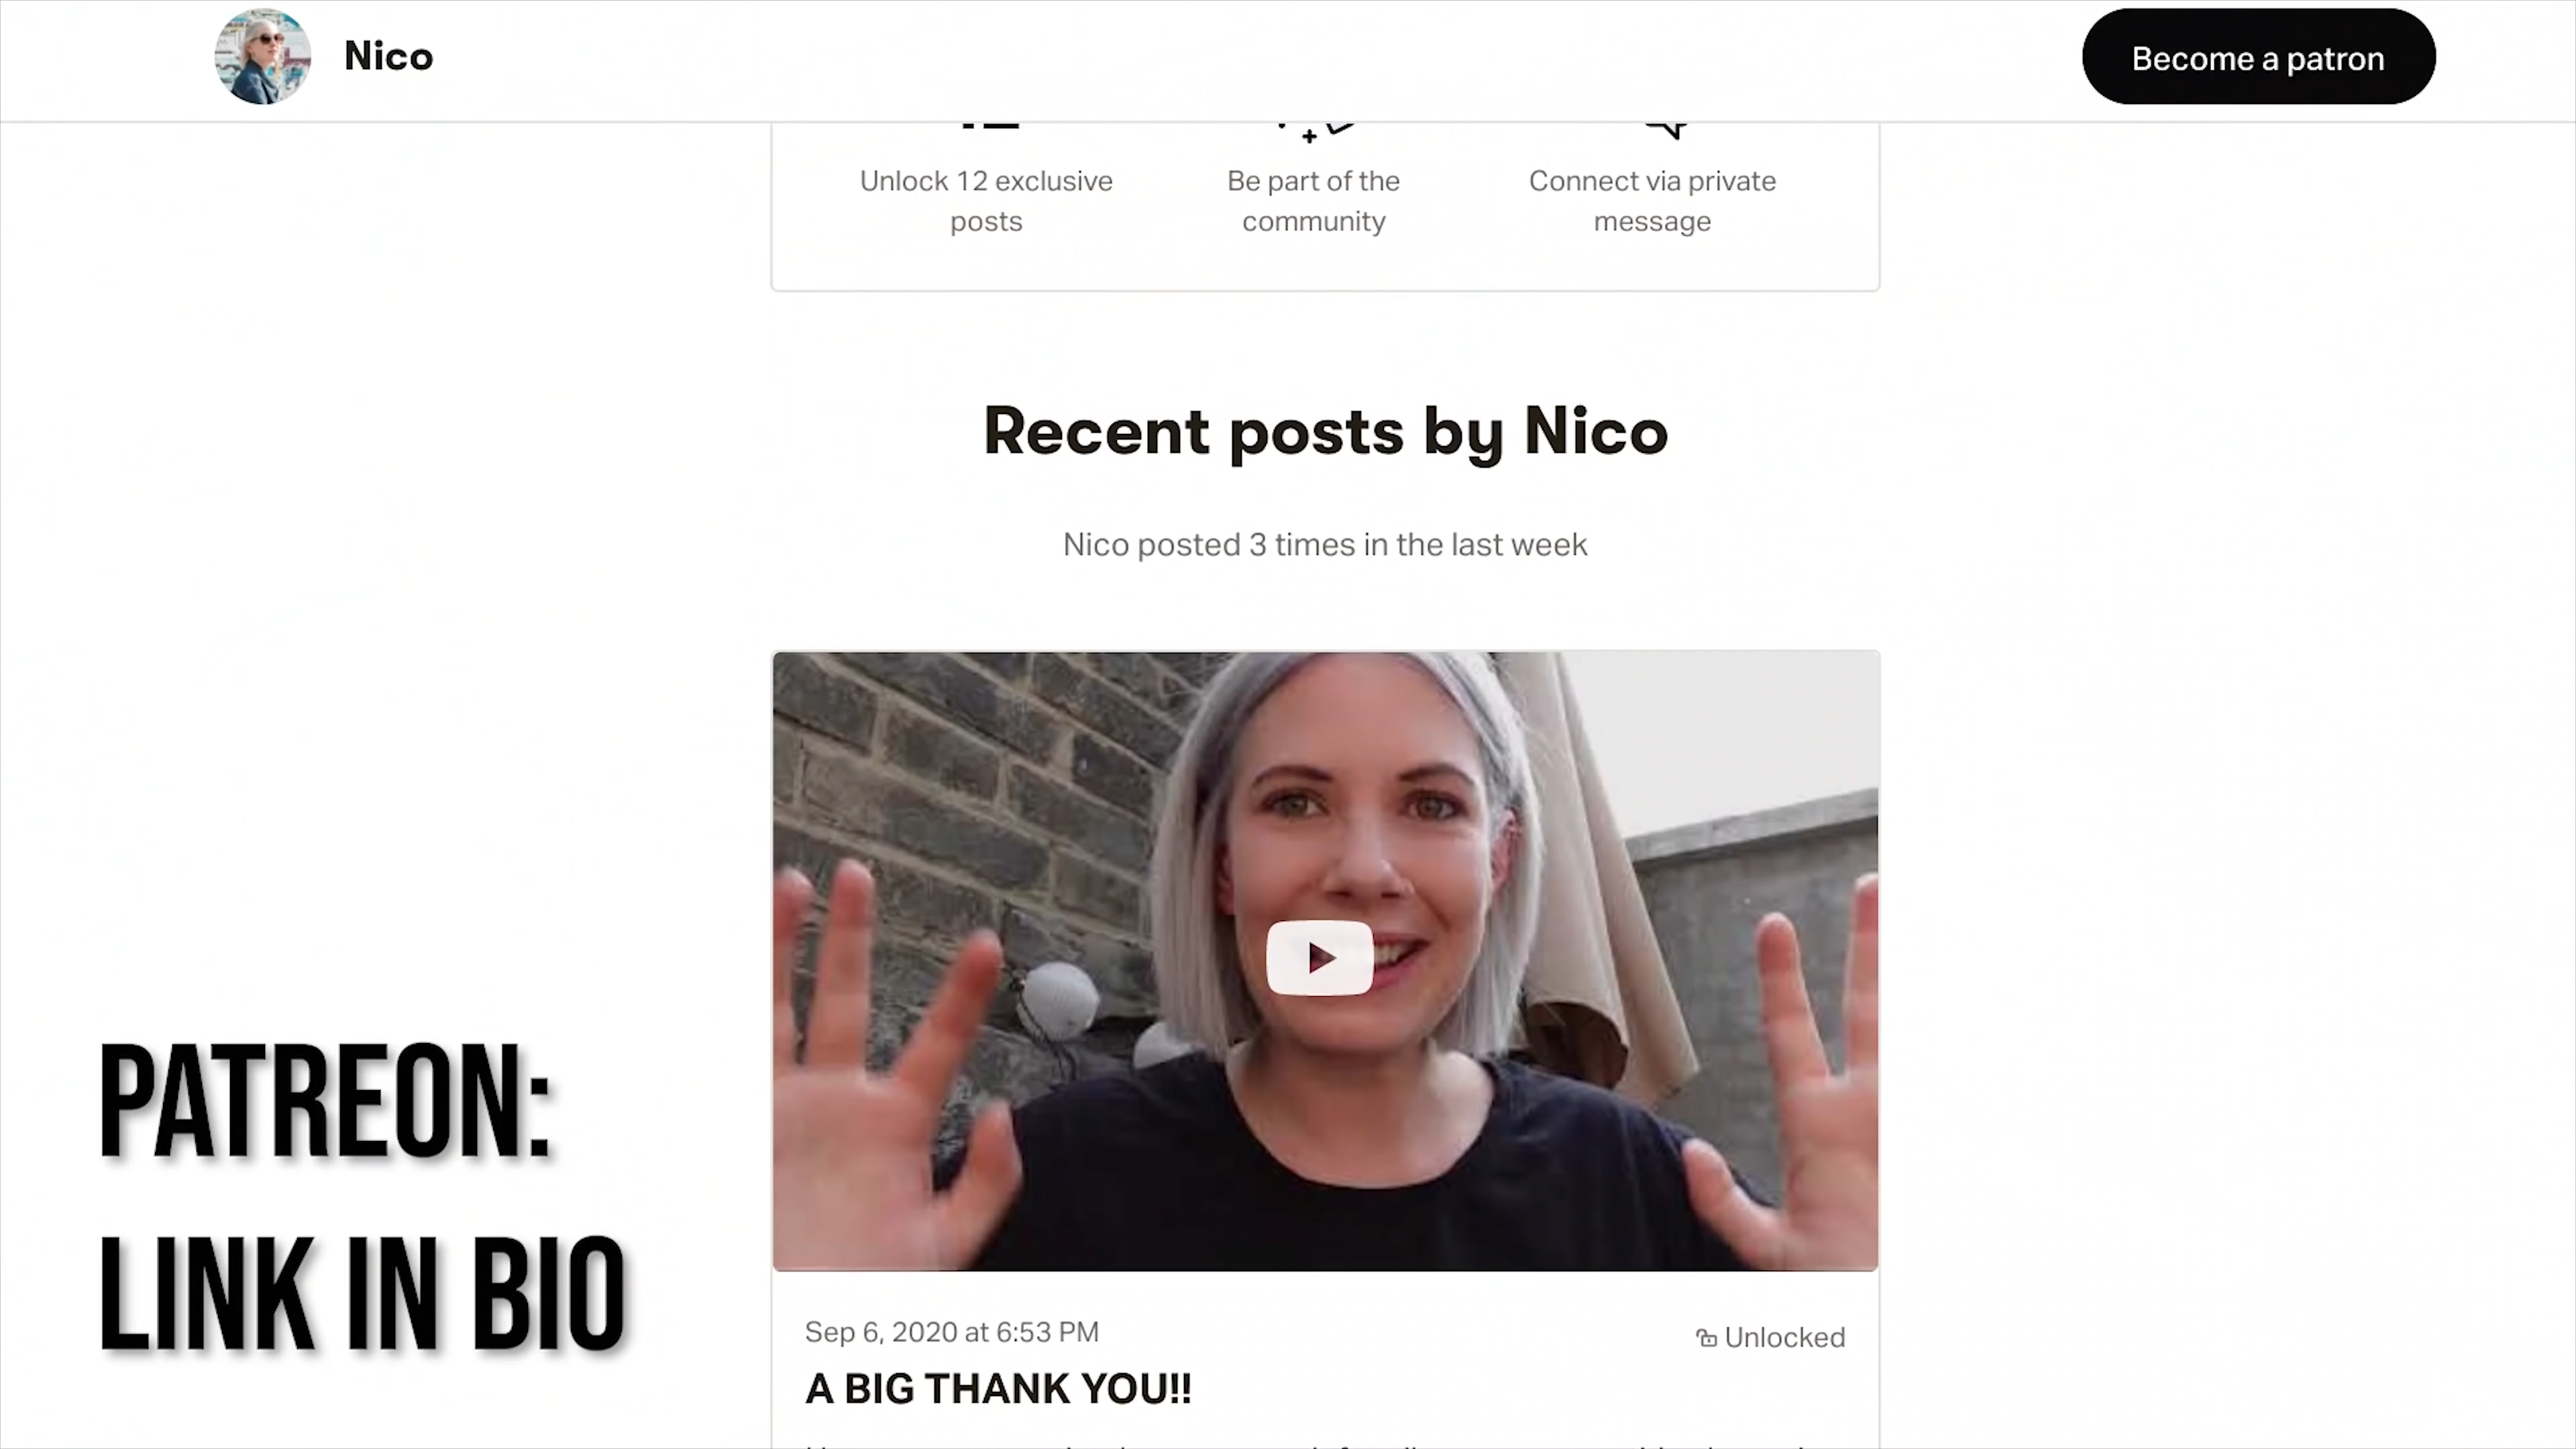 Nico
Become a patron
Unlock 12 exclusive
posts
Be part of the
community
Connect via private
message
Recent posts by Nico
Nico posted 3 times in the last week
PATREON:
LINK IN BIO
Sep 6, 2020 at 6:53 PM
Unlocked
A BIG THANK YOU!!